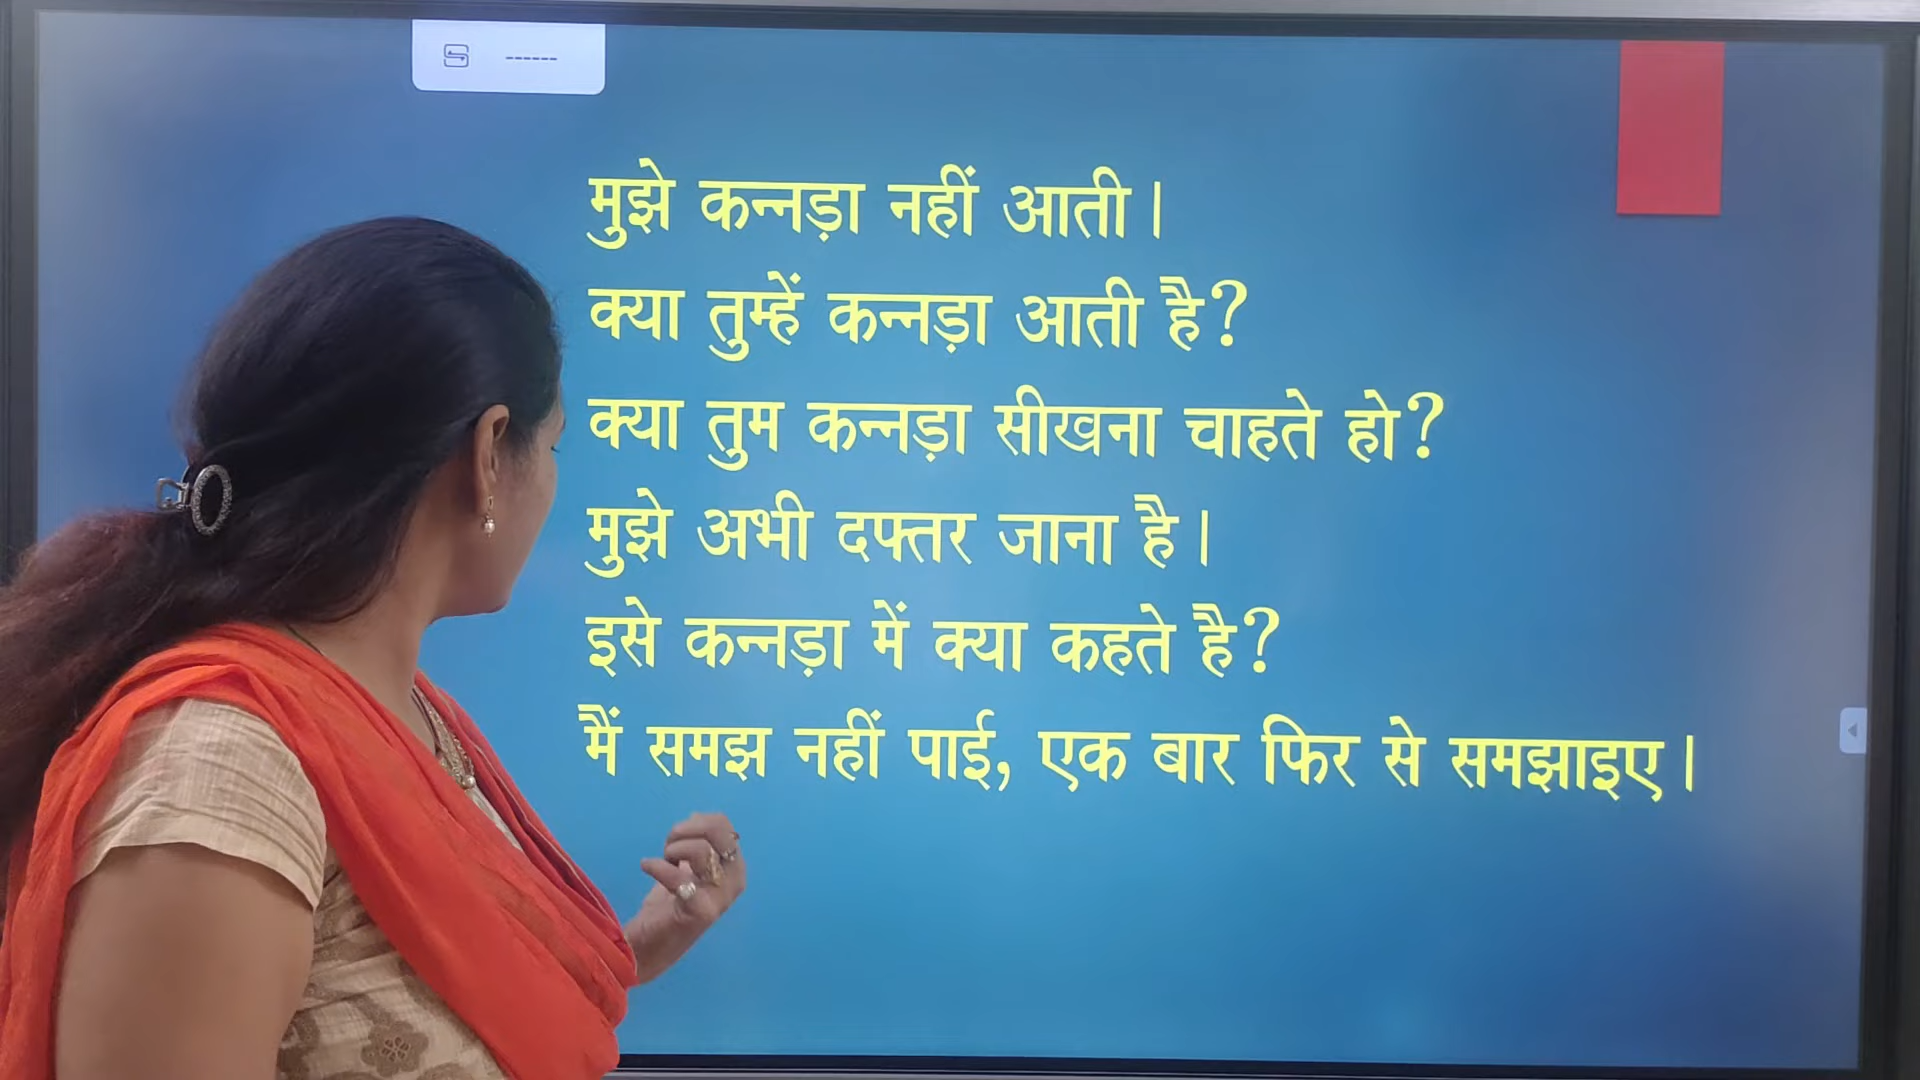 मुझे कन्नड़ा नहीं आती।
क्या तुम्हें कन्नड़ा आती है?
क्या तुम कन्नड़ा सीखना चाहते हो?
मुझे अभी दफ्तर जाना है।
इसे कन्नड़ा में क्या कहते है?
मैं समझ नहीं पाई, एक बार फिर से समझाइए।